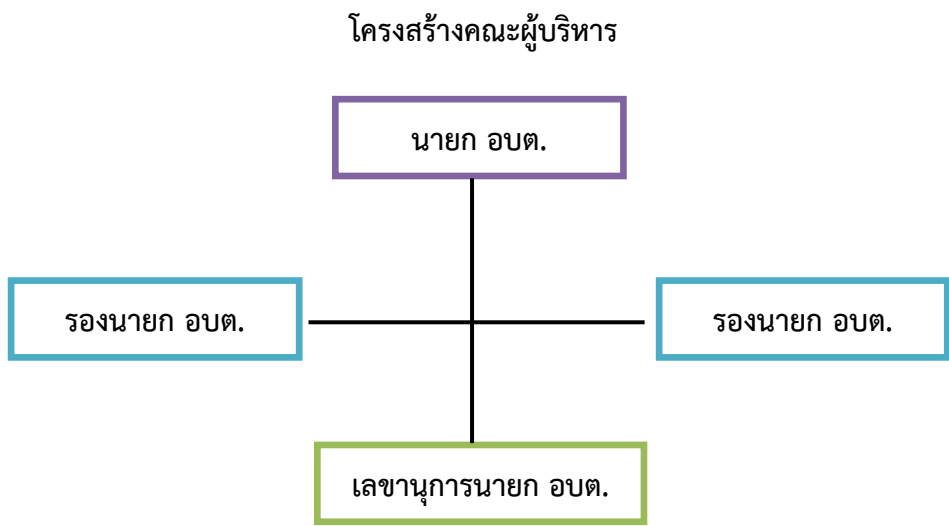 โครงสร้างคณะผู้บริหาร
นายก อบต.
รองนายก อบต.
รองนายก อบต.
เลขานุการนายก อบต.